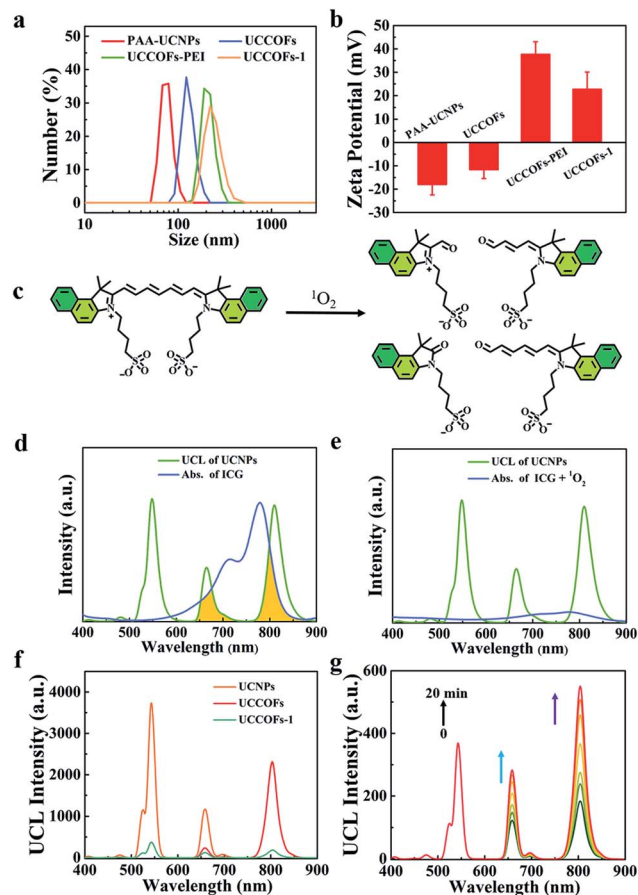 a
50
40
30
20
10
0
Number (%)
PAA-UCNPs
UCCOFs
UCCOFs-PEI
UCCOFs-1
10
100
1000
Size (nm)
b
50
40
30
20
10
0
-10
-20
-30
Zeta Potential (mV)
PAA-UCNPs
UCCOFs
UCCOFs-PEI
UCCOFs-1
c
N+
N
S
O
O
O-
S
O
O
-O
¹O₂
O
N+
S
O
O
O-
O
N
S
O
O
-O
O
N
S
O
O
O-
O
N
S
O
O
-O
d
Intensity (a.u.)
UCL of UCNPs
Abs. of ICG
400 500 600 700 800 900
Wavelength (nm)
e
Intensity (a.u.)
UCL of UCNPs
Abs. of ICG + ¹O₂
400 500 600 700 800 900
Wavelength (nm)
f
UCL Intensity (a.u.)
4000
3000
2000
1000
0
UCNPs
UCCOFs
UCCOFs-1
400 500 600 700 800 900
Wavelength (nm)
g
UCL Intensity (a.u.)
600
300
0
20 min
0
400 500 600 700 800 900
Wavelength (nm)